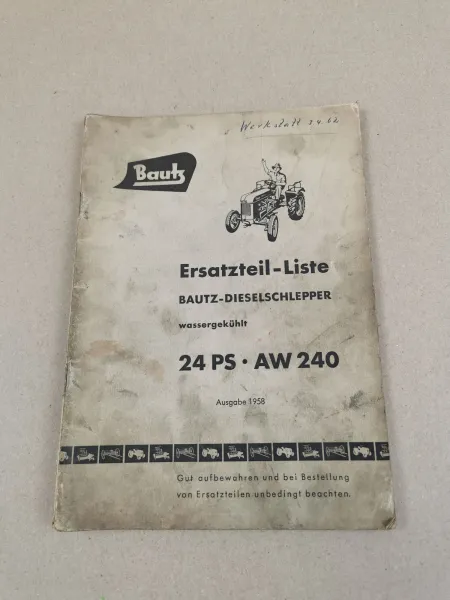 Werkstatt 2.4.62
Bautz
Ersatzteil-Liste
BAUTZ-DIESELSCHLEPPER
wassergekühlt
24 PS · AW 240
Ausgabe 1958
Gut aufbewahren und bei Bestellung
von Ersatzteilen unbedingt beachten.